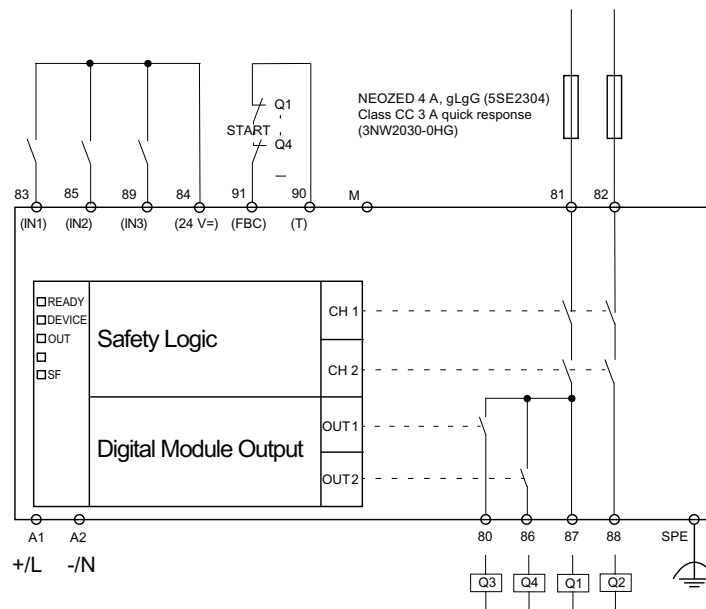 Q1
START
Q4
NEOZED 4 A, gLgG (5SE2304)
Class CC 3 A quick response
(3NW2030-0HG)
83 85 89 84 91 90 M 81 82
(IN1) (IN2) (IN3) (24 V=) (FBC) (T)
READY
DEVICE
OUT
SF
Safety Logic
CH 1
CH 2
Digital Module Output
OUT1
OUT2
A1 A2 80 86 87 88 SPE
+/L -/N
Q3 Q4 Q1 Q2